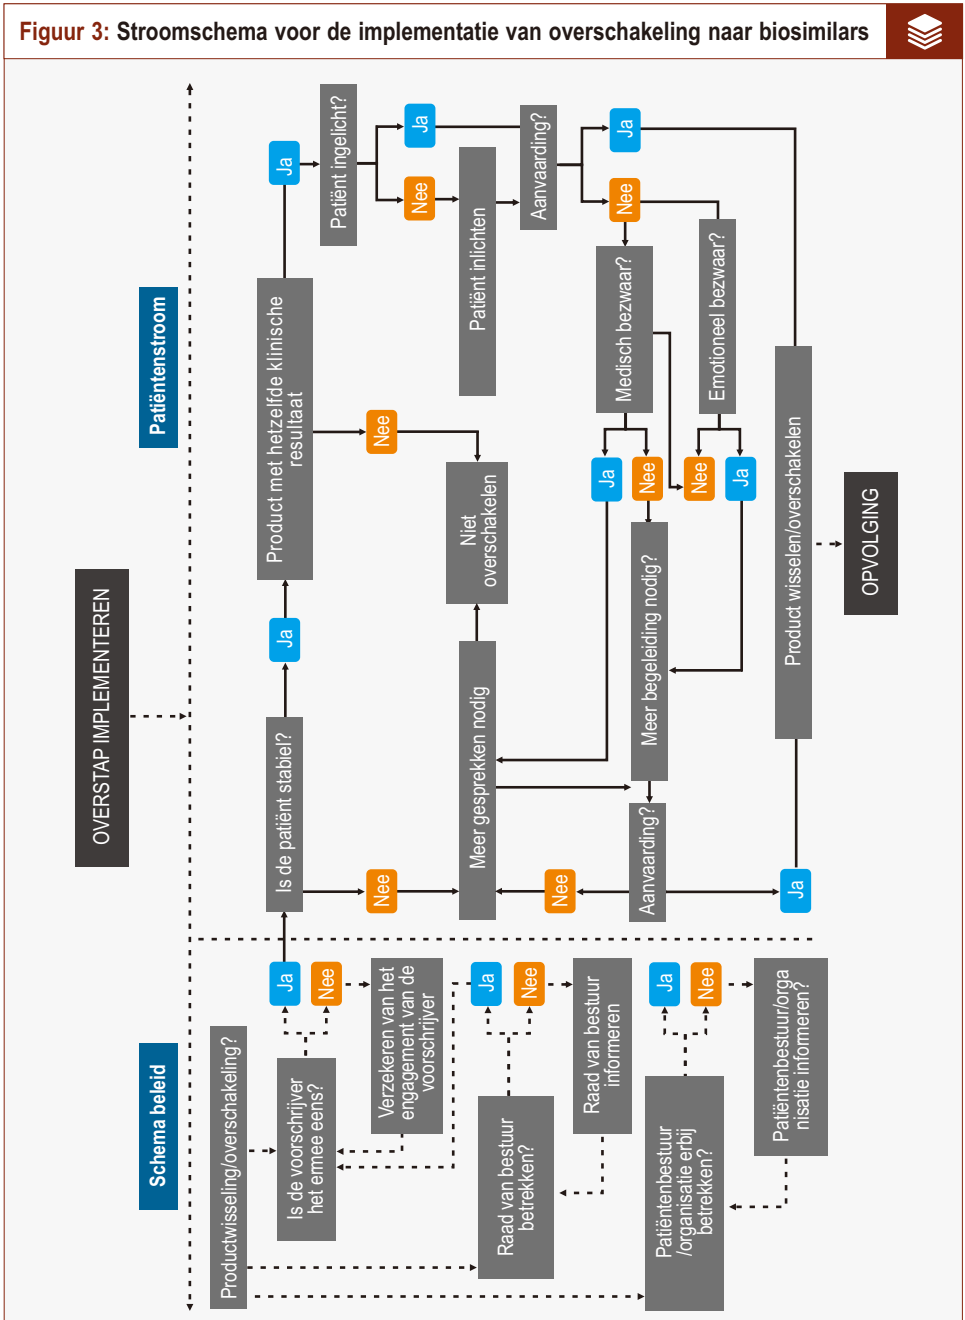 Figuur 3: Stroomschema voor de implementatie van overschakeling naar biosimilars
OVERSTAP IMPLEMENTEREN
Schema beleid
Patiëntenstroom
Productwisseling/overschakeling?
Is de voorschrijver
het ermee eens?
Ja
Nee
Verzekeren van het
engagement van de
voorschrijver
Raad van bestuur
betrekken?
Ja
Nee
Raad van bestuur
informeren
Patiëntenbestuur
/organisatie erbij
betrekken?
Ja
Nee
Patiëntenbestuur/orga
nisatie informeren?
Is de patiënt stabiel?
Ja
Nee
Product met hetzelfde klinische
resultaat
Ja
Nee
Patiënt ingelicht?
Ja
Nee
Patiënt inlichten
Aanvaarding?
Ja
Nee
Meer gesprekken nodig
Niet
overschakelen
Medisch bezwaar?
Ja
Nee
Emotioneel bezwaar?
Nee
Ja
Meer begeleiding nodig?
Aanvaarding?
Nee
Ja
Product wisselen/overschakelen
OPVOLGING